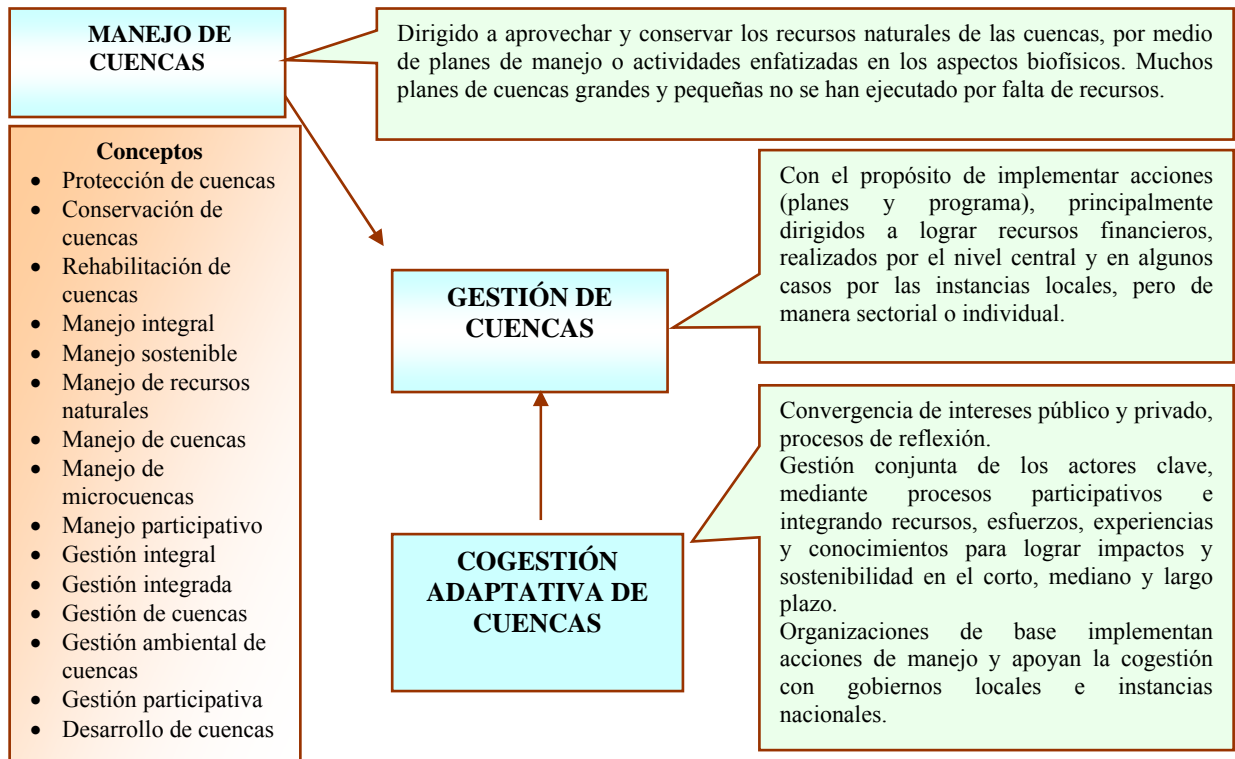 MANEJO DE
CUENCAS
Dirigido a aprovechar y conservar los recursos naturales de las cuencas, por medio
de planes de manejo o actividades enfatizadas en los aspectos biofísicos. Muchos
planes de cuencas grandes y pequeñas no se han ejecutado por falta de recursos.
Conceptos
• Protección de cuencas
• Conservación de
cuencas
• Rehabilitación de
cuencas
• Manejo integral
• Manejo sostenible
• Manejo de recursos
naturales
• Manejo de cuencas
• Manejo de
microcuencas
• Manejo participativo
• Gestión integral
• Gestión integrada
• Gestión de cuencas
• Gestión ambiental de
cuencas
• Gestión participativa
• Desarrollo de cuencas
GESTIÓN DE
CUENCAS
Con el propósito de implementar acciones
(planes y programa), principalmente
dirigidos a lograr recursos financieros,
realizados por el nivel central y en algunos
casos por las instancias locales, pero de
manera sectorial o individual.
COGESTIÓN
ADAPTATIVA DE
CUENCAS
Convergencia de intereses público y privado,
procesos de reflexión.
Gestión conjunta de los actores clave,
mediante procesos participativos e
integrando recursos, esfuerzos, experiencias
y conocimientos para lograr impactos y
sostenibilidad en el corto, mediano y largo
plazo.
Organizaciones de base implementan
acciones de manejo y apoyan la cogestión
con gobiernos locales e instancias
nacionales.